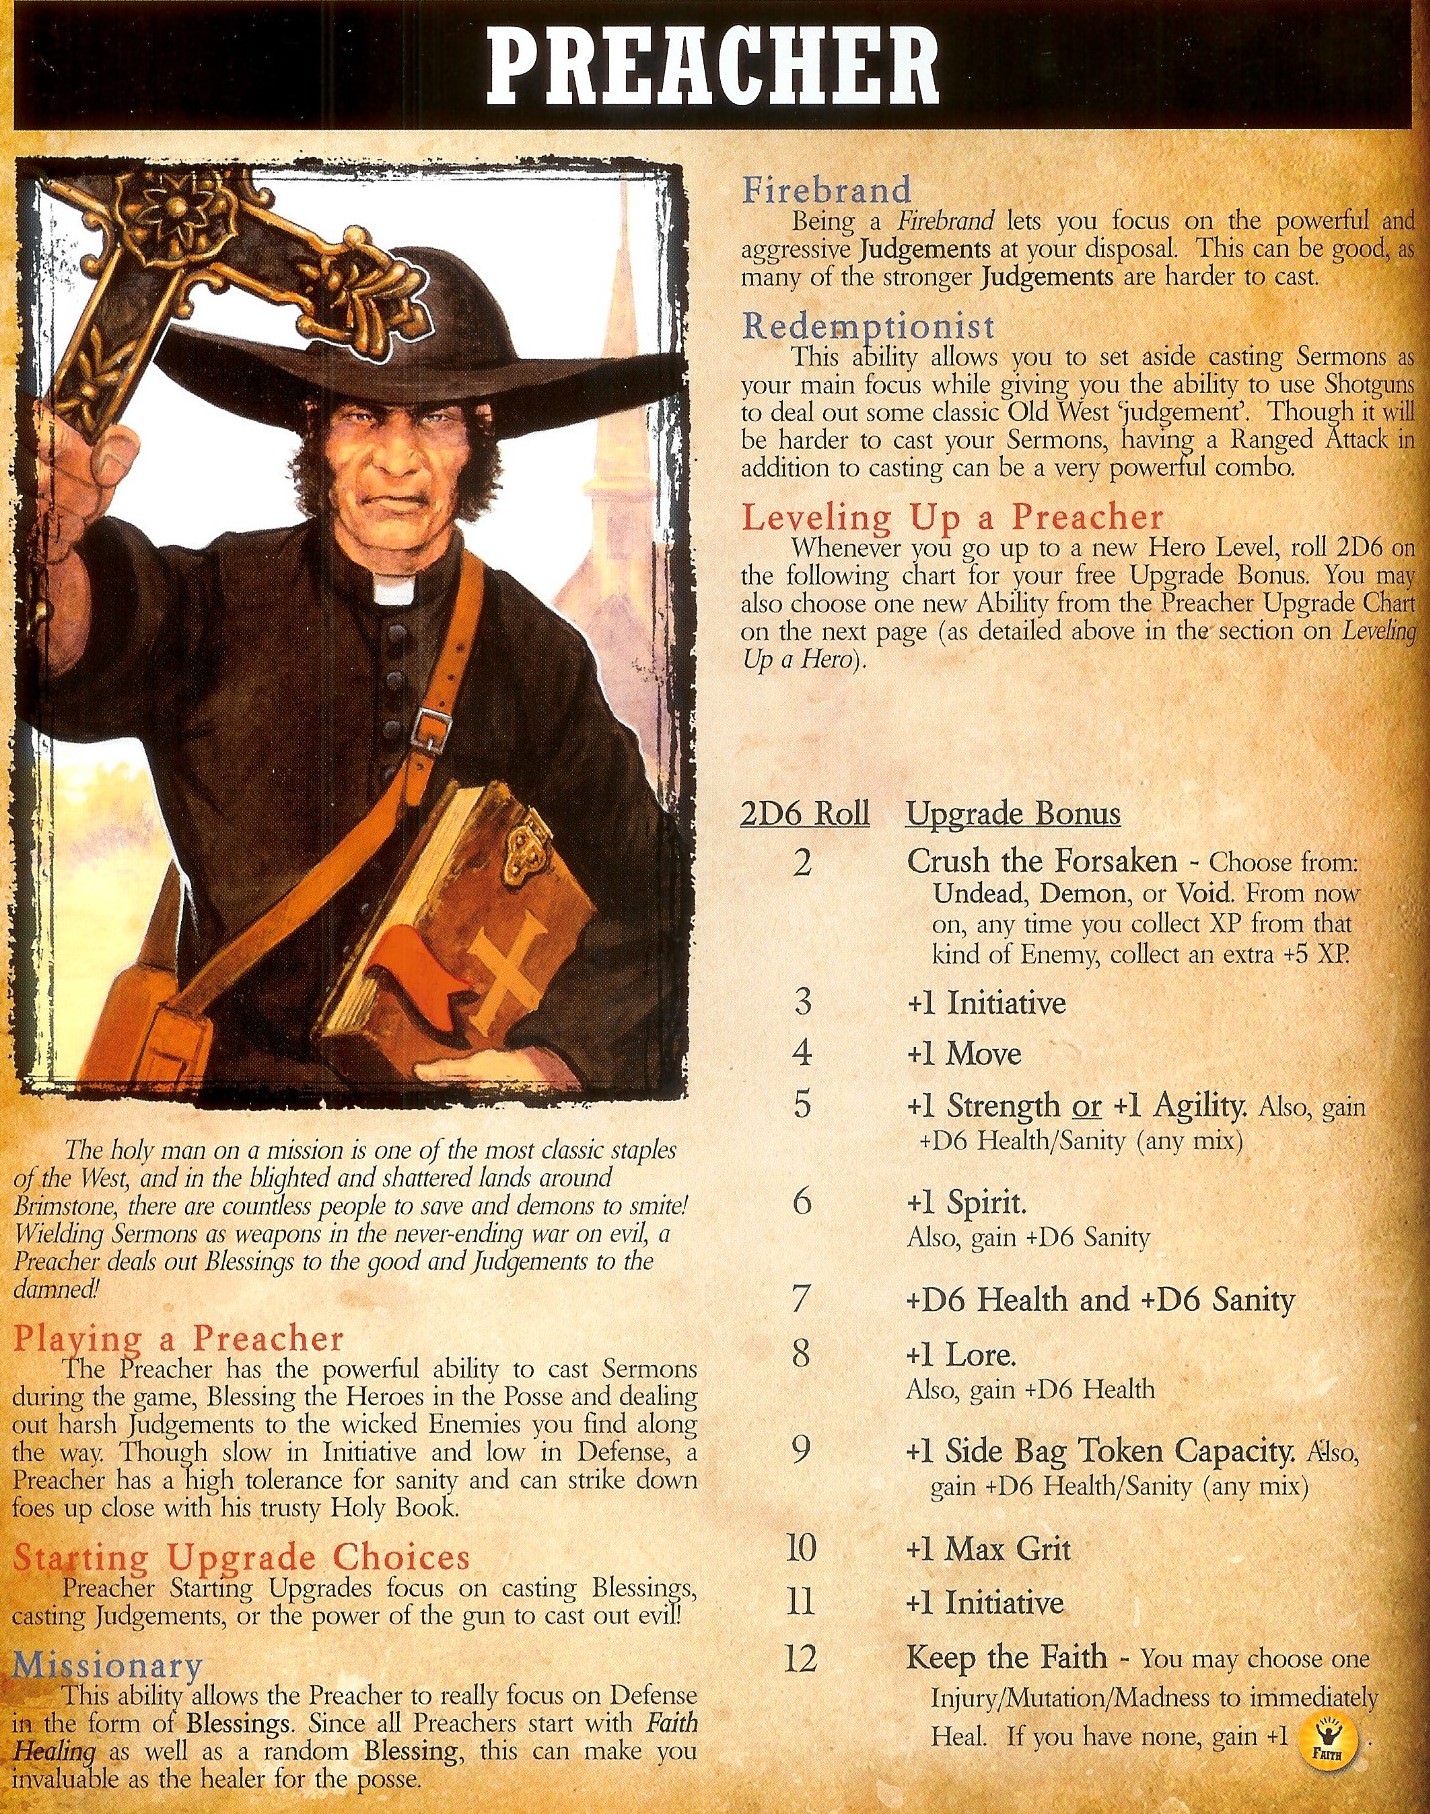 PREACHER
The holy man on a mission is one of the most classic staples
of the West, and in the blighted and shattered lands around
Brimstone, there are countless people to save and demons to smite!
Wielding Sermons as weapons in the never-ending war on evil, a
Preacher deals out Blessings to the good and Judgements to the
damned!
Playing a Preacher
The Preacher has the powerful ability to cast Sermons
during the game, Blessing the Heroes in the Posse and dealing
out harsh Judgements to the wicked Enemies you find along
the way. Though slow in Initiative and low in Defense, a
Preacher has a high tolerance for sanity and can strike down
foes up close with his trusty Holy Book.
Starting Upgrade Choices
Preacher Starting Upgrades focus on casting Blessings,
casting Judgements, or the power of the gun to cast out evil!
Missionary
This ability allows the Preacher to really focus on Defense
in the form of Blessings. Since all Preachers start with Faith
Healing as well as a random Blessing, this can make you
invaluable as the healer for the posse.
Firebrand
Being a Firebrand lets you focus on the powerful and
aggressive Judgements at your disposal. This can be good, as
many of the stronger Judgements are harder to cast.
Redemptionist
This ability allows you to set aside casting Sermons as
your main focus while giving you the ability to use Shotguns
to deal out some classic Old West ‘judgement’. Though it will
be harder to cast your Sermons, having a Ranged Attack in
addition to casting can be a very powerful combo.
Leveling Up a Preacher
Whenever you go up to a new Hero Level, roll 2D6 on
the following chart for your free Upgrade Bonus. You may
also choose one new Ability from the Preacher Upgrade Chart
on the next page (as detailed above in the section on Leveling
Up a Hero).
2D6 Roll Upgrade Bonus
2 Crush the Forsaken - Choose from:
Undead, Demon, or Void. From now
on, any time you collect XP from that
kind of Enemy, collect an extra +5 XP.
3 +1 Initiative
4 +1 Move
5 +1 Strength or +1 Agility. Also, gain
+D6 Health/Sanity (any mix)
6 +1 Spirit.
Also, gain +D6 Sanity
7 +D6 Health and +D6 Sanity
8 +1 Lore.
Also, gain +D6 Health
9 +1 Side Bag Token Capacity. Also,
gain +D6 Health/Sanity (any mix)
10 +1 Max Grit
11 +1 Initiative
12 Keep the Faith - You may choose one
Injury/Mutation/Madness to immediately
Heal. If you have none, gain +1 FAITH .